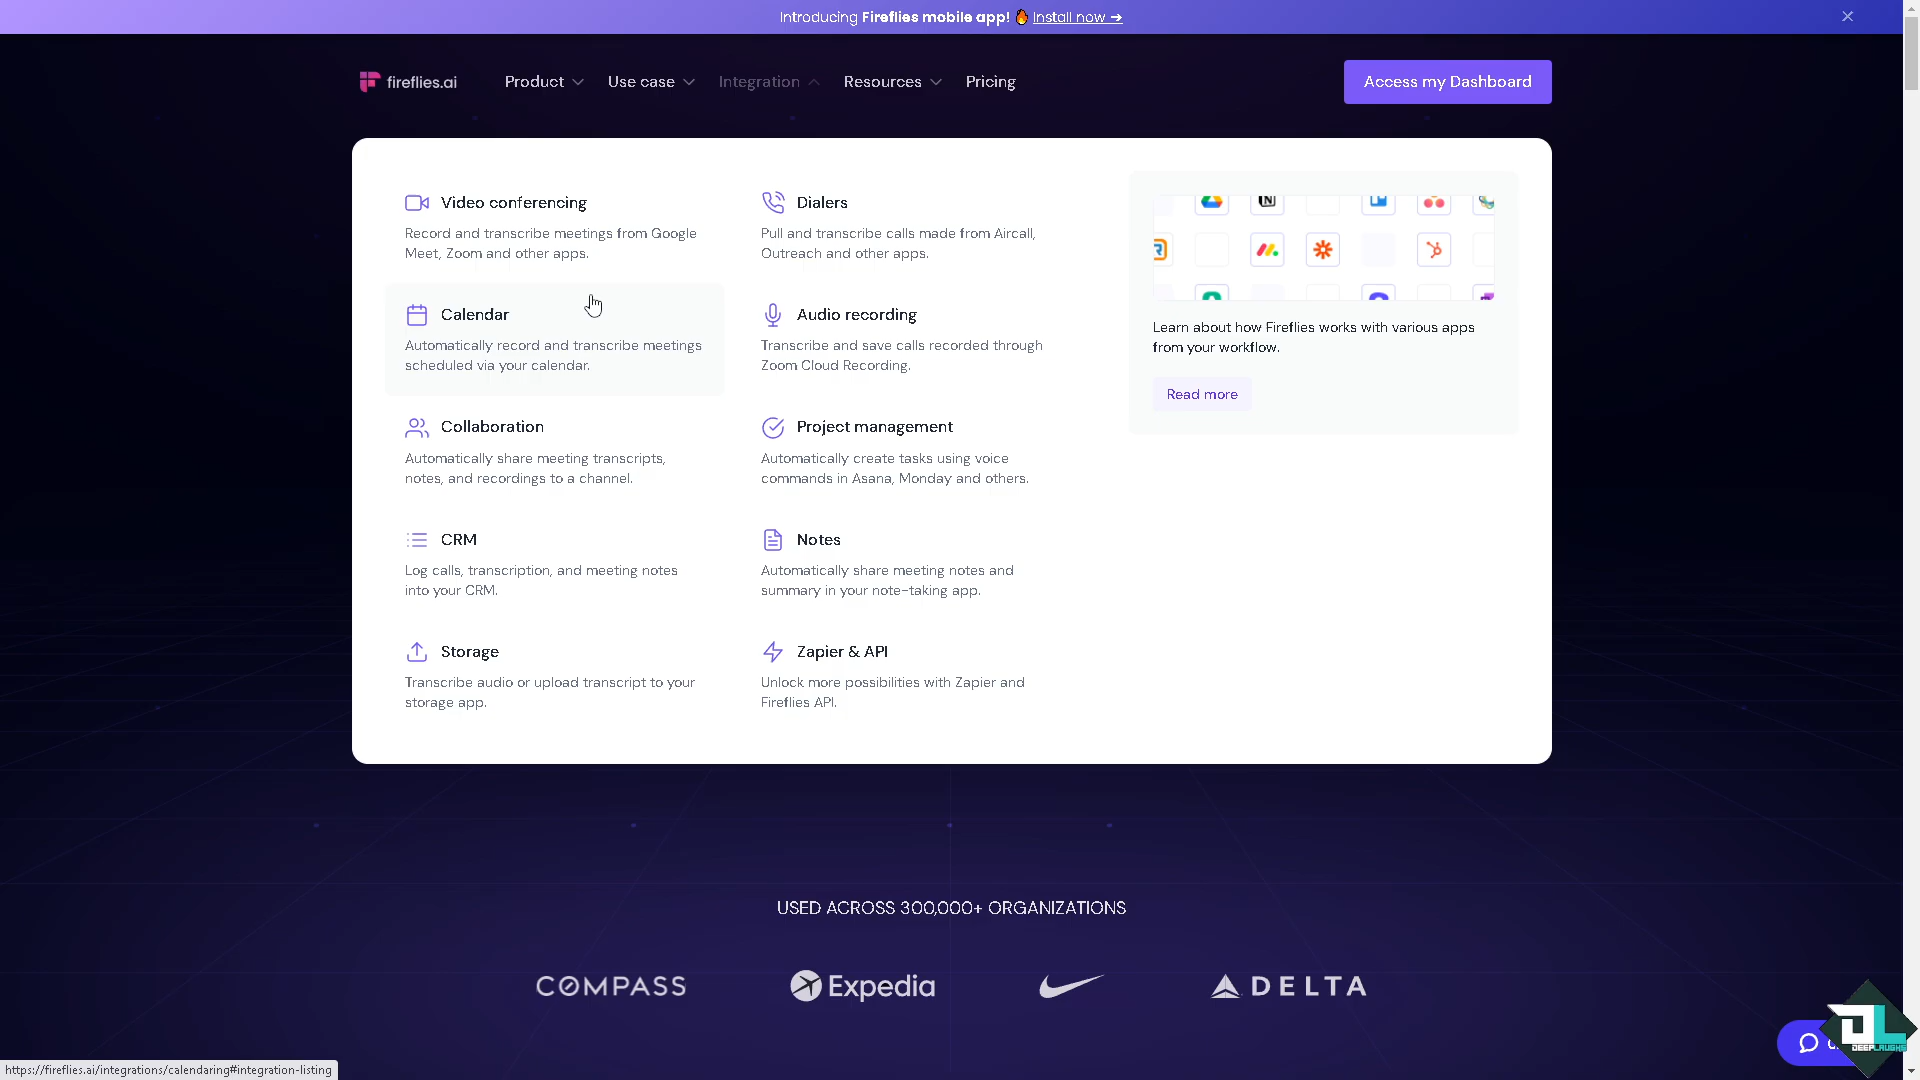 Introducing Fireflies mobile app! 🔥 Install now ➔
fireflies.ai
Product
Use case
Integration
Resources
Pricing
Access my Dashboard
Video conferencing
Record and transcribe meetings from Google
Meet, Zoom and other apps.
Dialers
Pull and transcribe calls made from Aircall,
Outreach and other apps.
Calendar
Automatically record and transcribe meetings
scheduled via your calendar.
Audio recording
Transcribe and save calls recorded through
Zoom Cloud Recording.
Collaboration
Automatically share meeting transcripts,
notes, and recordings to a channel.
Project management
Automatically create tasks using voice
commands in Asana, Monday and others.
CRM
Log calls, transcription, and meeting notes
into your CRM.
Notes
Automatically share meeting notes and
summary in your note-taking app.
Storage
Transcribe audio or upload transcript to your
storage app.
Zapier & API
Unlock more possibilities with Zapier and
Fireflies API.
Learn about how Fireflies works with various apps
from your workflow.
Read more
USED ACROSS 300,000+ ORGANIZATIONS
COMPASS
Expedia
DELTA
DL
DEEPLAUGHS
https://fireflies.ai/integrations/calendaring#integration-listing